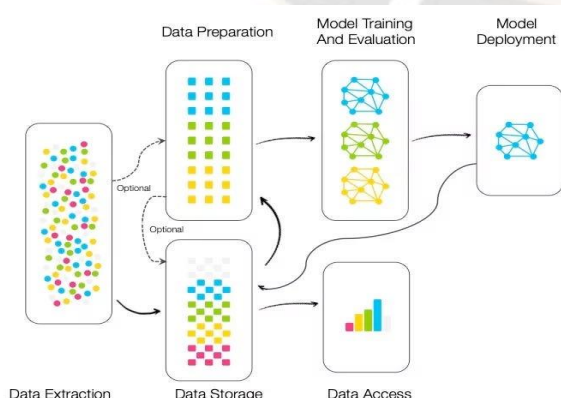 Data Preparation
Model Training
And Evaluation
Model
Deployment
Optional
Optional
Data Extraction
Data Storage
Data Access